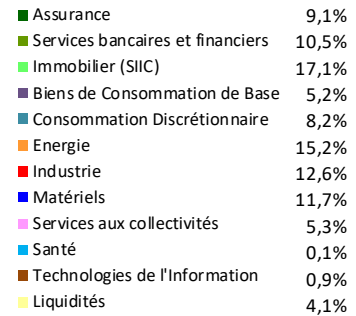 Assurance 9,1%
Services bancaires et financiers 10,5%
Immobilier (SIIC) 17,1%
Biens de Consommation de Base 5,2%
Consommation Discrétionnaire 8,2%
Energie 15,2%
Industrie 12,6%
Matériels 11,7%
Services aux collectivités 5,3%
Santé 0,1%
Technologies de l'Information 0,9%
Liquidités 4,1%